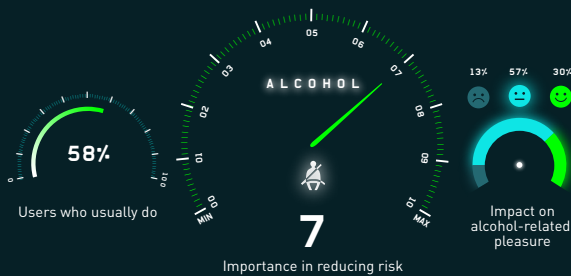 58%
0
100
Users who usually do
ALCOHOL
MIN
00
01
02
03
04
05
06
07
08
09
10
MAX
7
Importance in reducing risk
13% 57% 30%
Impact on
alcohol-related
pleasure